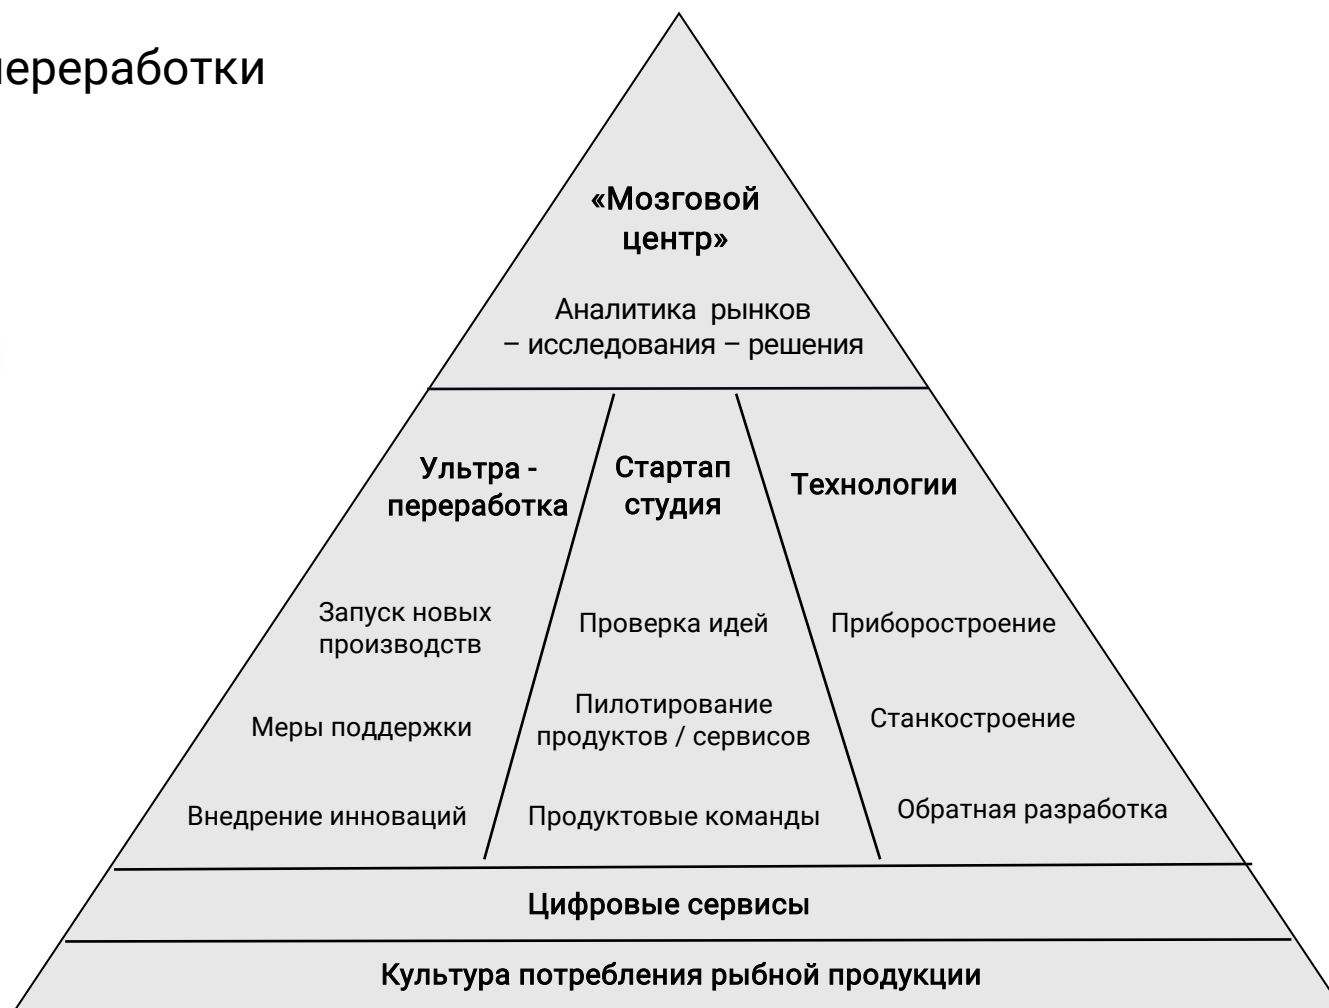 переработки
«Мозговой
центр»
Аналитика рынков
– исследования – решения
Ультра -
переработка
Стартап
студия
Технологии
Запуск новых
производств
Проверка идей
Приборостроение
Меры поддержки
Пилотирование
продуктов / сервисов
Станкостроение
Внедрение инноваций
Продуктовые команды
Обратная разработка
Цифровые сервисы
Культура потребления рыбной продукции